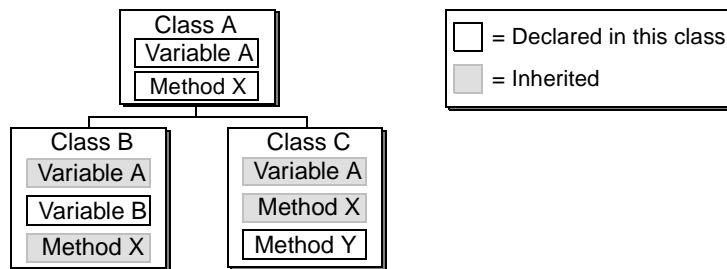 Class A
Variable A
Method X
= Declared in this class
= Inherited
Class B
Variable A
Variable B
Method X
Class C
Variable A
Method X
Method Y